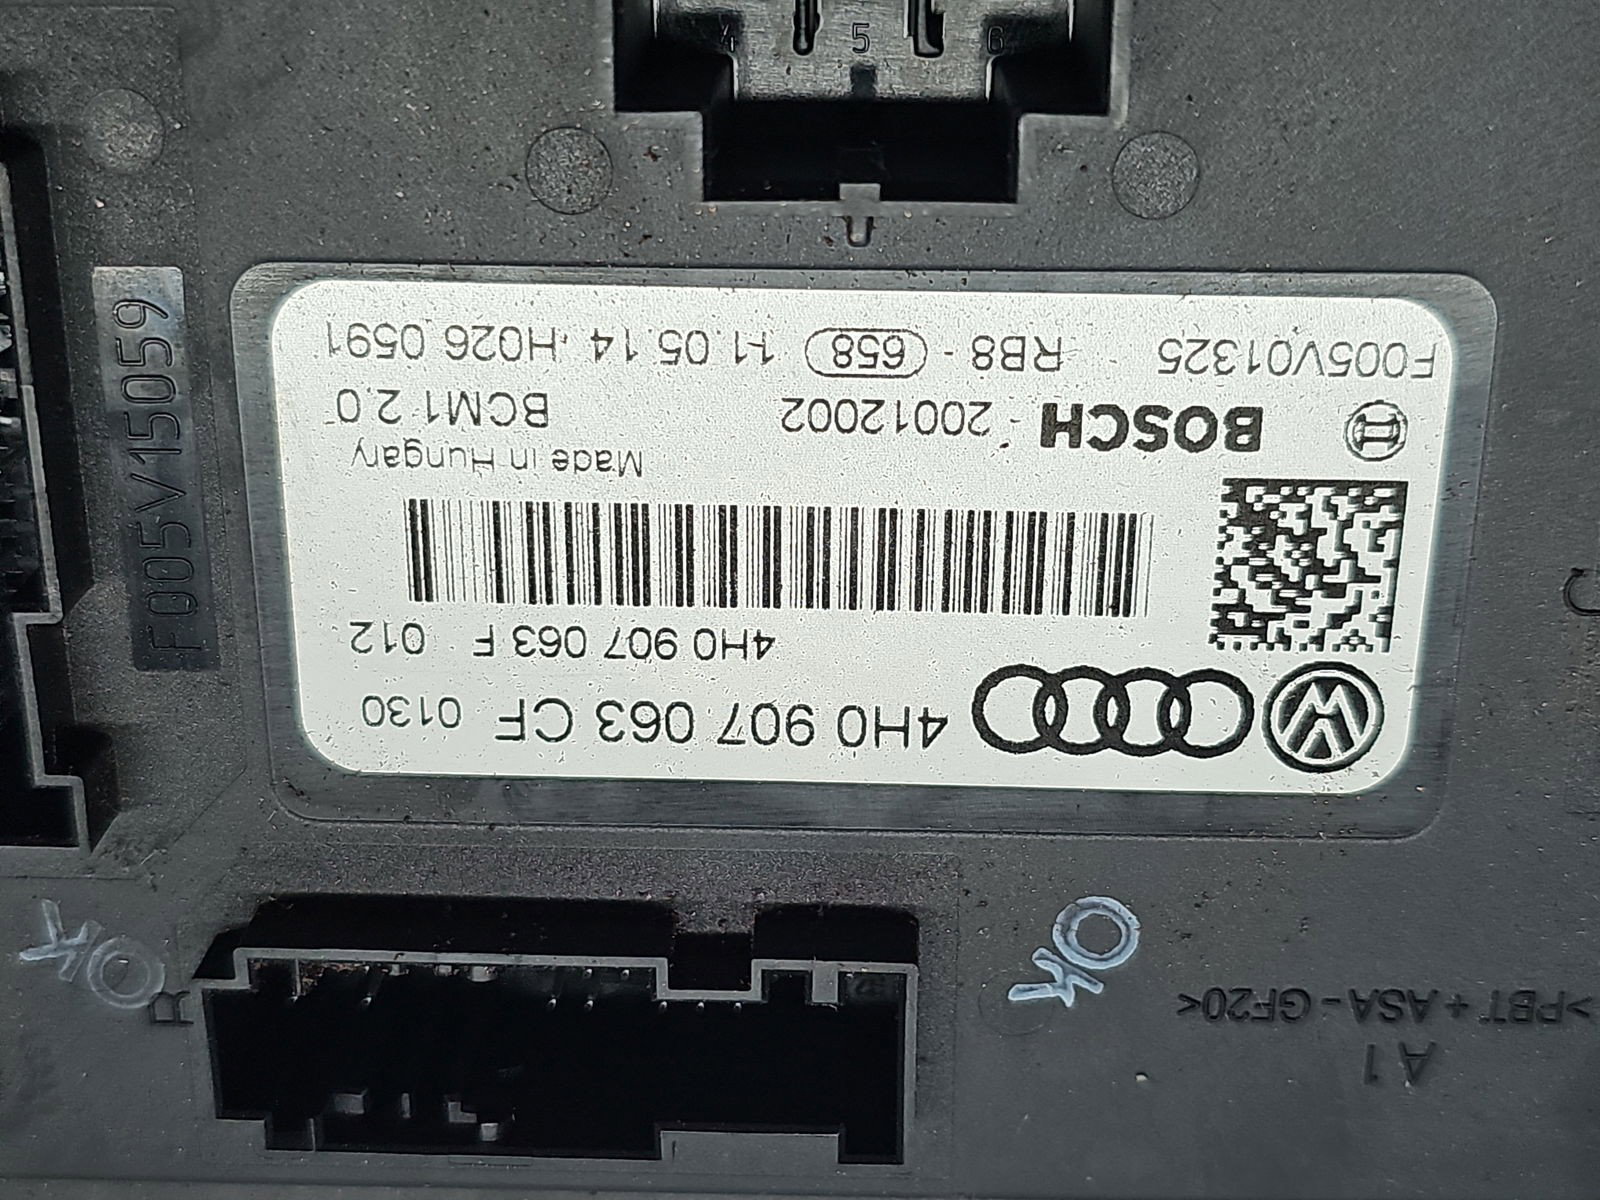 4H0 907 063 CF 0130
4H0 907 063 F 012
Made in Hungary
BOSCH 20012002 BCM1 2.0
F005V01325 RB8 - 658 11.05.14 H026 0591
F005V15059
4 5 6
OK
OK
R
>PBT + ASA - GF20<
A 1